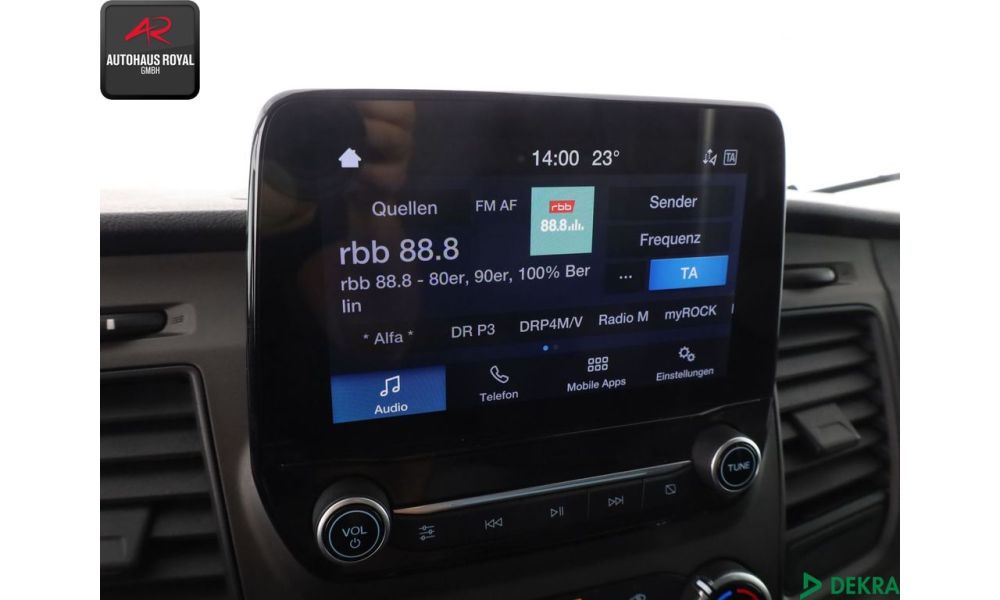 AR
AUTOHAUS ROYAL
GMBH
14:00 23°
TA
Quellen
FM AF
rbb
88.8
Sender
Frequenz
rbb 88.8
... TA
rbb 88.8 - 80er, 90er, 100% Ber
lin
* Alfa * DR P3 DRP4M/V Radio M myROCK
Audio Telefon Mobile Apps Einstellungen
VOL
TUNE
DEKRA